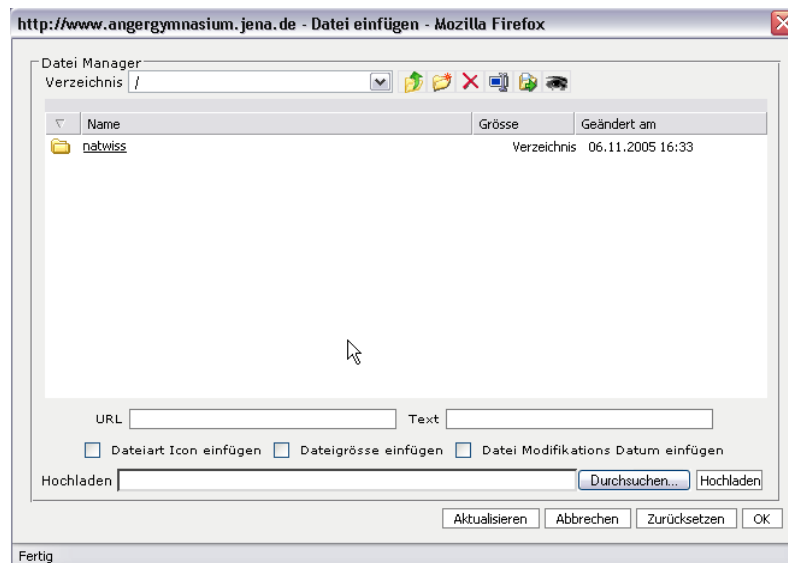 http://www.angergymnasium.jena.de - Datei einfügen - Mozilla Firefox
Datei Manager
Verzeichnis /
Name Grösse Geändert am
natwiss Verzeichnis 06.11.2005 16:33
URL Text
Dateiart Icon einfügen Dateigrösse einfügen Datei Modifikations Datum einfügen
Hochladen Durchsuchen... Hochladen
Aktualisieren Abbrechen Zurücksetzen OK
Fertig